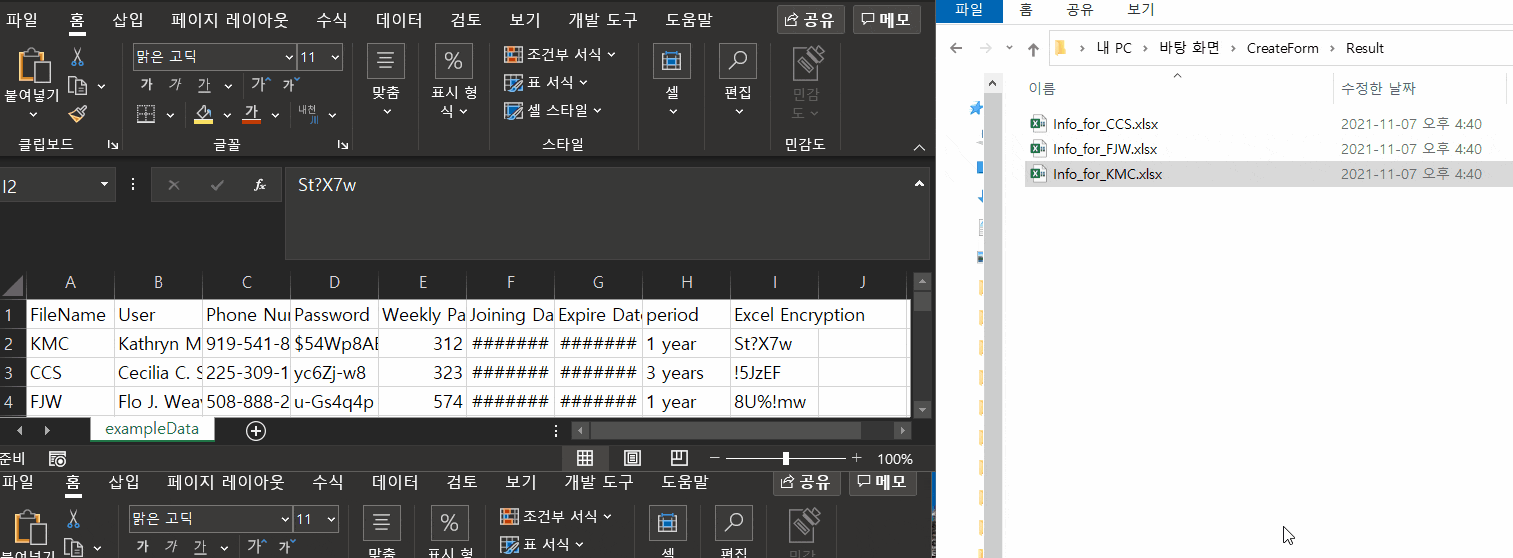 파일 홈 삽입 페이지 레이아웃 수식 데이터 검토 보기 개발 도구 도움말 공유 메모
붙여넣기
클립보드
맑은 고딕 11
가 가 가 가 가
가 내천
글꼴
맞춤
%
표시 형식
조건부 서식
표 서식
셀 스타일
스타일
셀
편집
민감도
민감도
I2 fx St?X7w
A B C D E F G H I J
1 FileName User Phone Nu Password Weekly Pa Joining Da Expire Dat period Excel Encryption
2 KMC Kathryn M 919-541-8 $54Wp8AE 312 ####### ####### 1 year St?X7w
3 CCS Cecilia C. S 225-309-1 yc6Zj-w8 323 ####### ####### 3 years !5JzEF
4 FJW Flo J. Weav 508-888-2 u-Gs4q4p 574 ####### ####### 1 year 8U%!mw
exampleData
준비 100%
파일 홈 삽입 페이지 레이아웃 수식 데이터 검토 보기 개발 도구 도움말 공유 메모
붙여넣기
맑은 고딕 11
가 가 가 가 가
맞춤
%
표시 형
조건부 서식
표 서식
셀
편집
민감
파일 홈 공유 보기
내 PC › 바탕 화면 › CreateForm › Result
이름 수정한 날짜
Info_for_CCS.xlsx 2021-11-07 오후 4:40
Info_for_FJW.xlsx 2021-11-07 오후 4:40
Info_for_KMC.xlsx 2021-11-07 오후 4:40